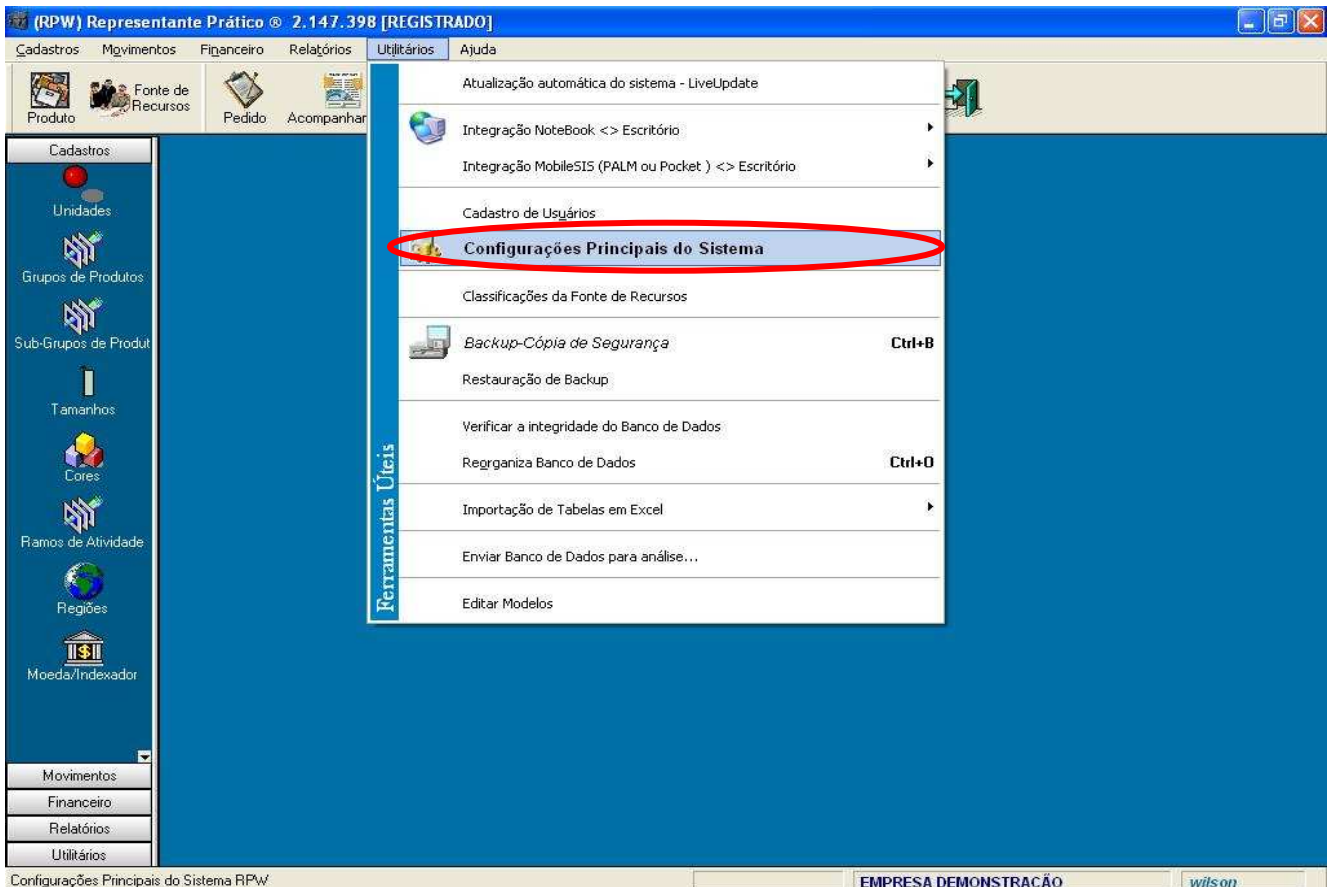 (RPW) Representante Prático ® 2.147.398 [REGISTRADO]
Cadastros Movimentos Financeiro Relatórios Utilitários Ajuda
Produto
Fonte de
Recursos
Pedido
Acompanhar
Cadastros
Unidades
Grupos de Produtos
Sub-Grupos de Produt
Tamanhos
Cores
Ramos de Atividade
Regiões
Moeda/Indexador
Movimentos
Financeiro
Relatórios
Utilitários
Ferramentas Úteis
Atualização automática do sistema - LiveUpdate
Integração NoteBook <> Escritório
Integração MobileSIS (PALM ou Pocket ) <> Escritório
Cadastro de Usuários
Configurações Principais do Sistema
Classificações da Fonte de Recursos
Backup-Cópia de Segurança Ctrl+B
Restauração de Backup
Verificar a integridade do Banco de Dados
Reorganiza Banco de Dados Ctrl+O
Importação de Tabelas em Excel
Enviar Banco de Dados para análise...
Editar Modelos
Configurações Principais do Sistema RPW EMPRESA DEMONSTRAÇÃO wilson